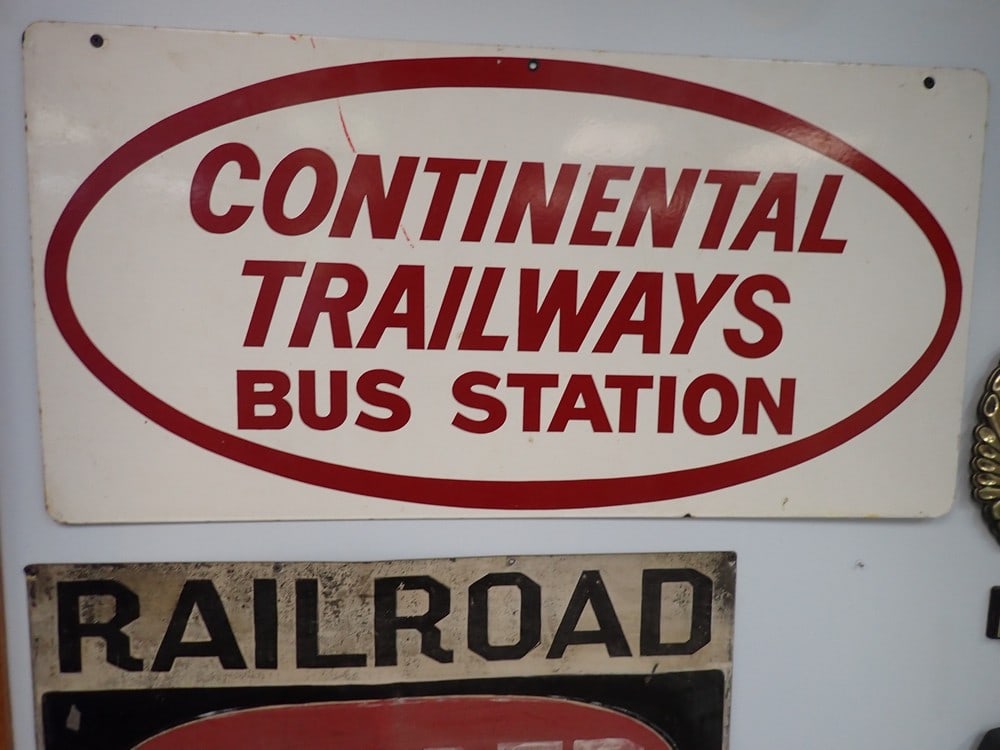 CONTINENTAL
TRAILWAYS
BUS STATION
RAILROAD